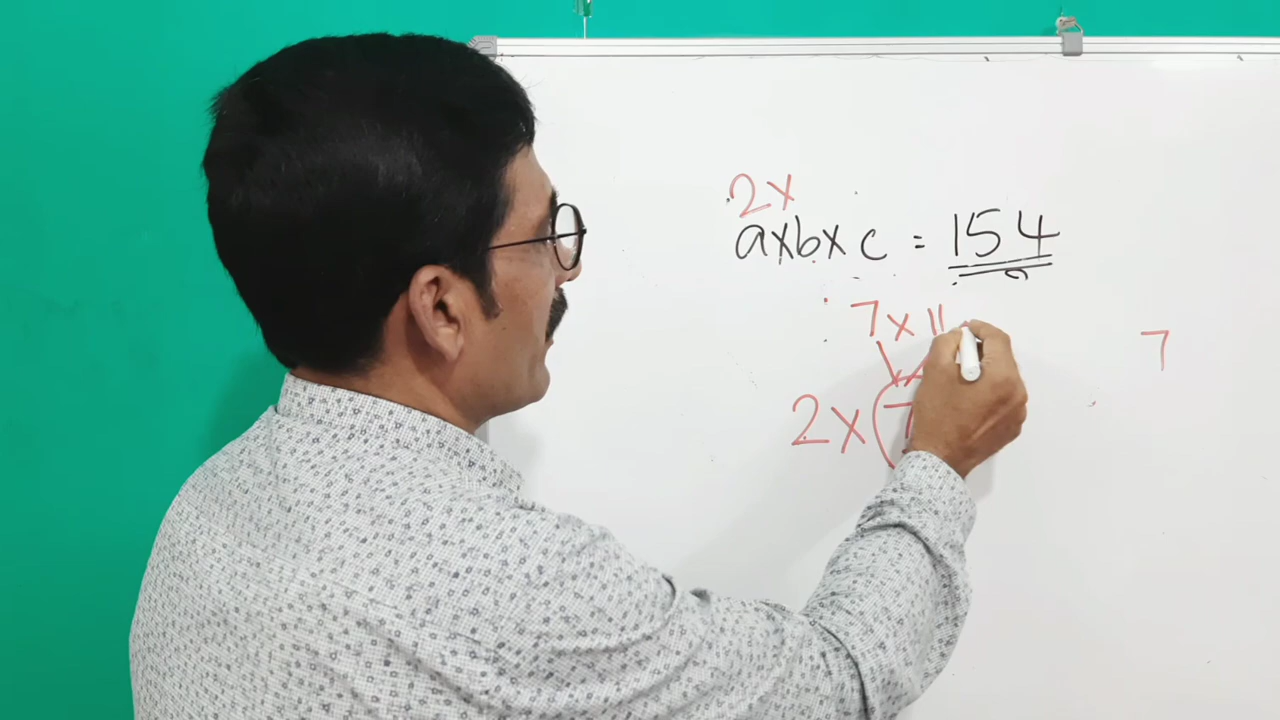 2x
axbxc = 154
7x11
7
2x(7